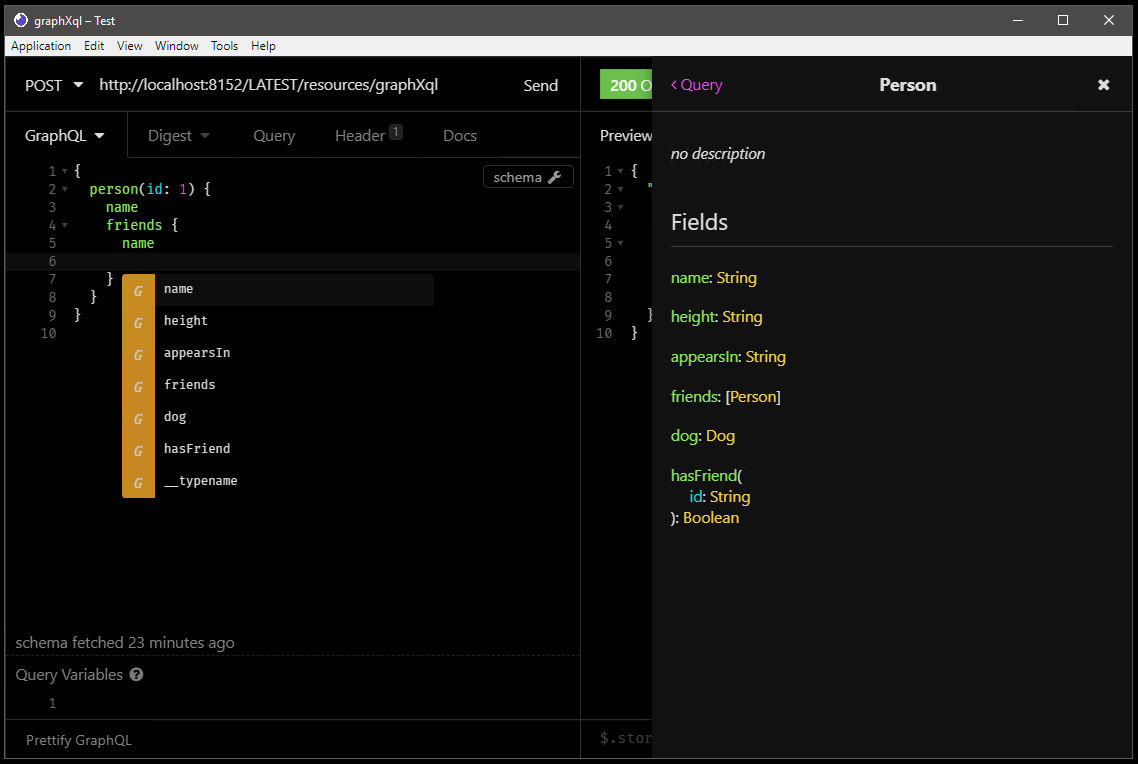 graphXql – Test
Application Edit View Window Tools Help
POST http://localhost:8152/LATEST/resources/graphXql Send
200 O
GraphQL Digest Query Header 1 Docs
Preview
schema
1 {
2 person(id: 1) {
3 name
4 friends {
5 name
6
7 }
8 }
9 }
10
name
height
appearsIn
friends
dog
hasFriend
__typename
G
G
G
G
G
G
G
schema fetched 23 minutes ago
Query Variables ?
1
Prettify GraphQL
1 {
2 "
3
4
5
6
7
8
9 }
10 }
$.stor
< Query Person ✖
no description
Fields
name: String
height: String
appearsIn: String
friends: [Person]
dog: Dog
hasFriend(
id: String
): Boolean